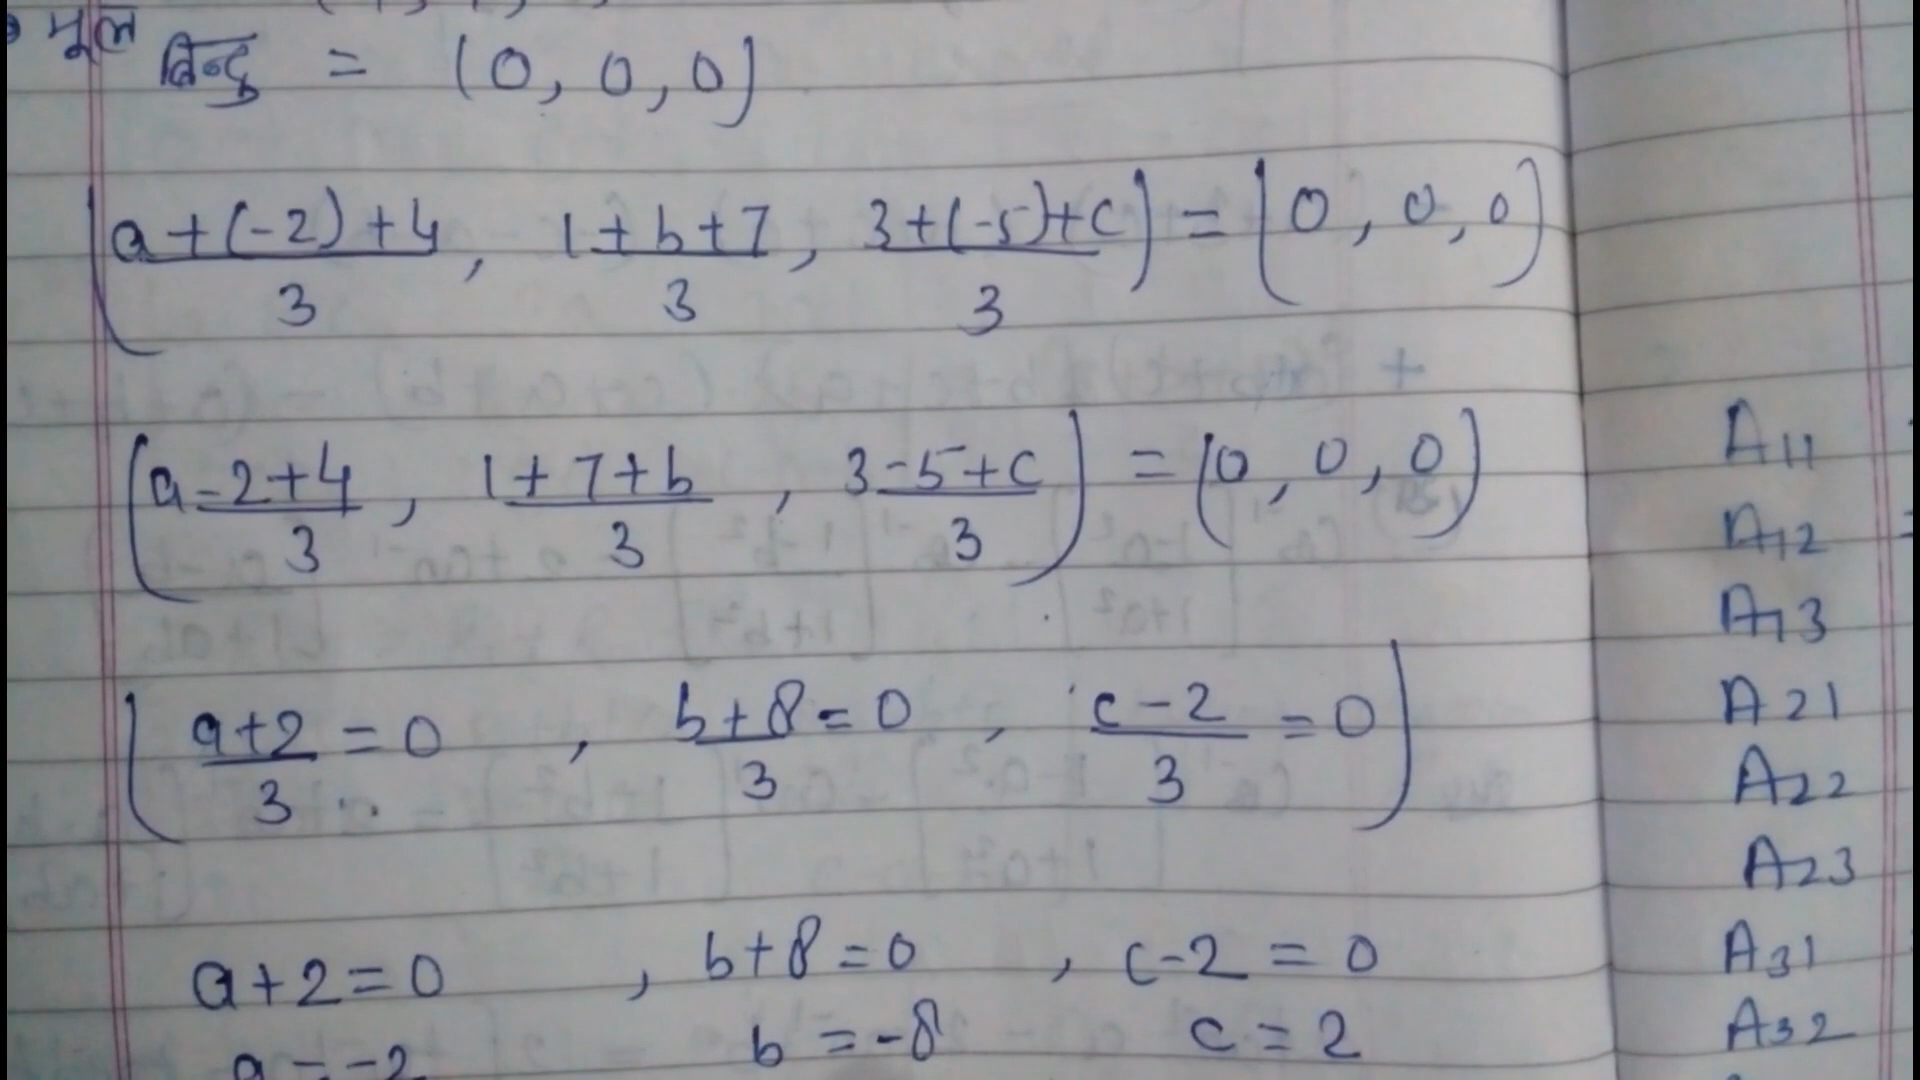 मूल बिन्दु = (0, 0, 0)
(a+(-2)+4/3, 1+b+7/3, 3+(-5)+c/3) = (0, 0, 0)
(a-2+4/3, 1+7+b/3, 3-5+c/3) = (0, 0, 0)
(a+2/3 = 0, b+8/3 = 0, c-2/3 = 0)
a+2=0, b+8=0, c-2=0
a=-2 b=-8 c=2
A11
A12 =
A13
A21
A22
A23
A31
A32